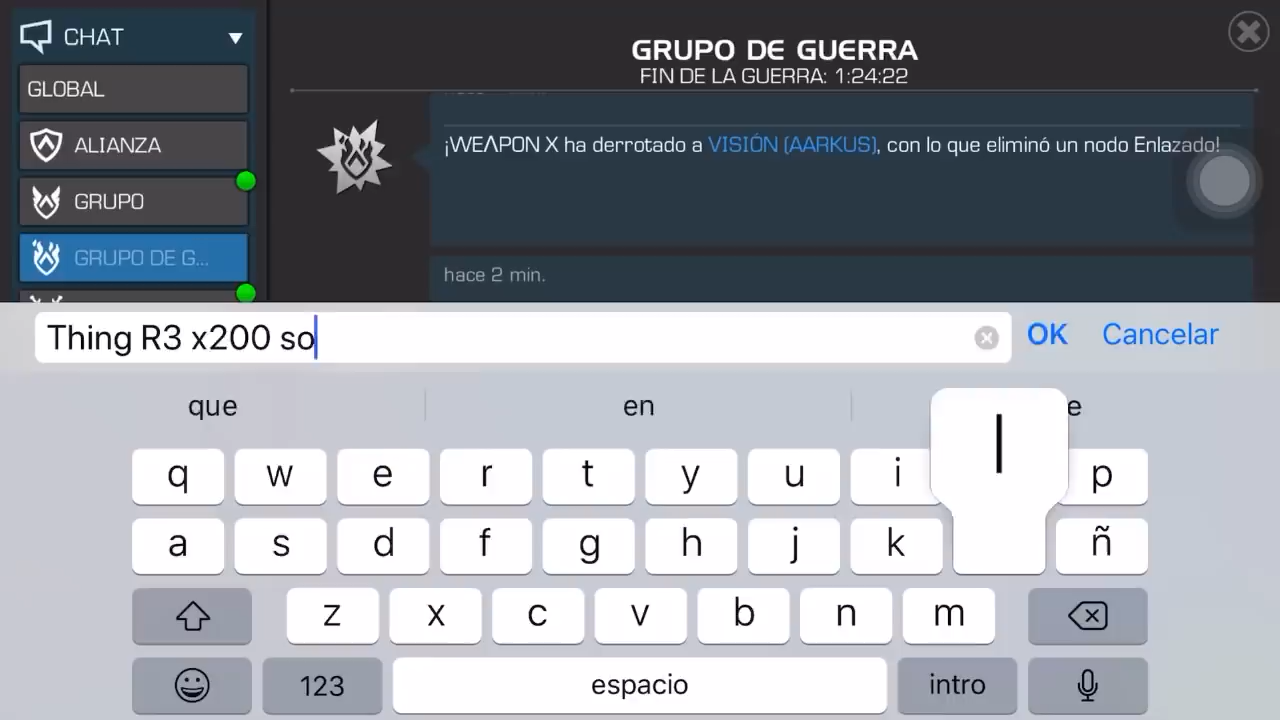 CHAT
GLOBAL
ALIANZA
GRUPO
GRUPO DE G...
GRUPO DE GUERRA
FIN DE LA GUERRA: 1:24:22
¡WEAPON X ha derrotado a VISIÓN (AARKUS), con lo que eliminó un nodo Enlazado!
hace 2 min.
Thing R3 x200 so
OK Cancelar
que en e
q w e r t y u i l p
a s d f g h j k ñ
z x c v b n m
123 espacio intro